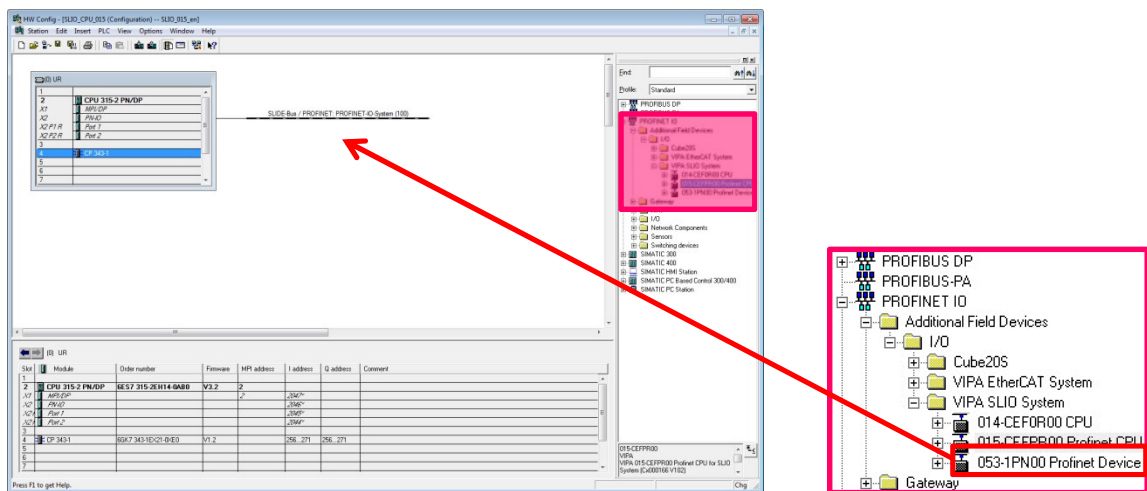 HW Config - [SLIO_CPU_015 (Configuration) -- SLIO_015_en]
Station Edit Insert PLC View Options Window Help
(0) UR
1
2 CPU 315-2 PN/DP
X1 MPI/DP
X2 PN-IO
X2 P1 R Port 1
X2 P2 R Port 2
3
4 CP 343-1
5
6
7
SLIDE-Bus / PROFINET: PROFINET-IO-System (100)
Find:
Profile: Standard
PROFIBUS DP
PROFINET IO
Additional Field Devices
I/O
Cube20S
VIPA EtherCAT System
VIPA SLIO System
014-CEF0R00 CPU
015-CEFPR00 Profinet CPU
053-1PN00 Profinet Device
Gateway
I/O
Network Components
Sensors
Switching devices
SIMATIC 300
SIMATIC 400
SIMATIC HMI Station
SIMATIC PC Based Control 300/400
SIMATIC PC Station
(0) UR
Slot Module Order number Firmware MPI address I address Q address Comment
1
2 CPU 315-2 PN/DP 6ES7 315-2EH14-0AB0 V3.2 2
X1 MPI/DP 2 2047*
X2 PN-IO 2046*
X2 Port 1 2045*
X2 Port 2 2044*
3
4 CP 343-1 6GK7 343-1EX21-0XE0 V1.2 256...271 256...271
5
6
7
015-CEFPR00
VIPA
VIPA 015-CEFPR00 Profinet CPU for SLIO
System (Cx000166 V102)
Press F1 to get Help.
Chg
PROFIBUS DP
PROFIBUS-PA
PROFINET IO
Additional Field Devices
I/O
Cube20S
VIPA EtherCAT System
VIPA SLIO System
014-CEF0R00 CPU
015-CEFPR00 Profinet CPU
053-1PN00 Profinet Device
Gateway